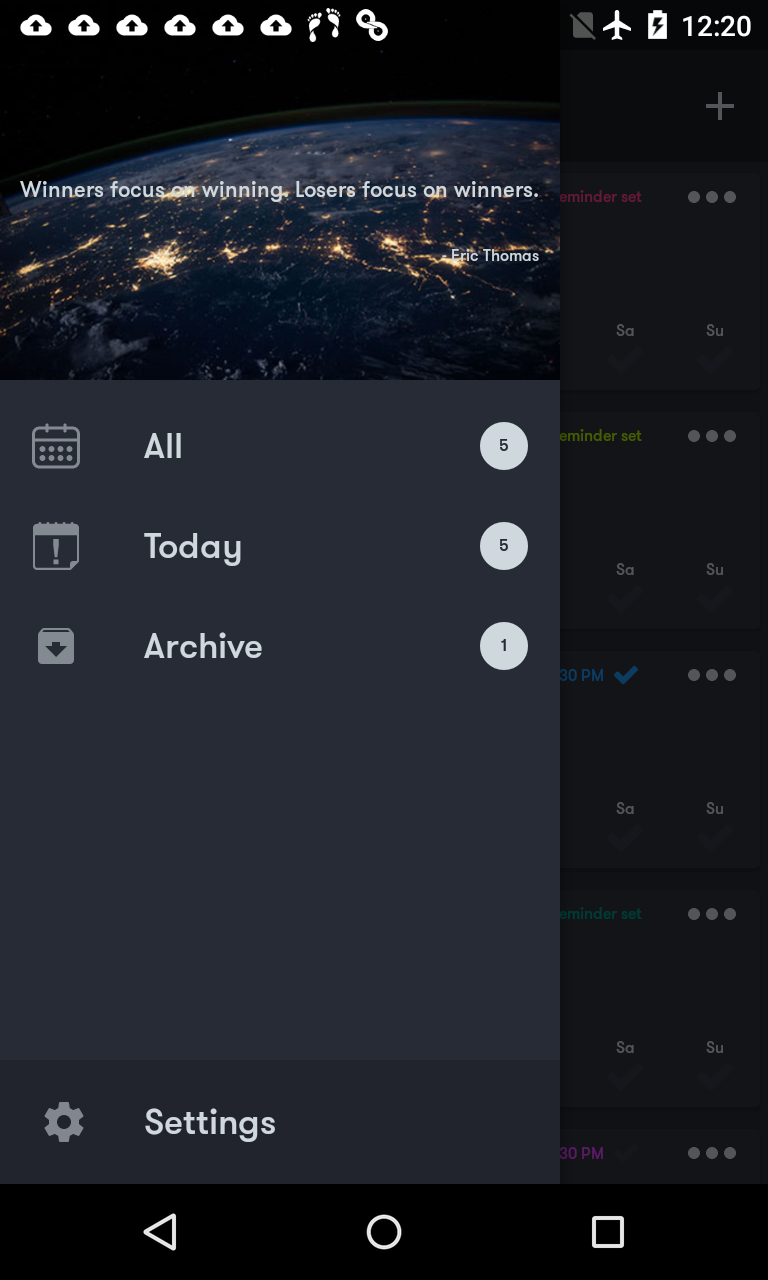 12:20
Winners focus on winning. Losers focus on winners.
- Eric Thomas
All 5
Today 5
Archive 1
Settings
eminder set
Sa Su
eminder set
Sa Su
30 PM
Sa Su
eminder set
Sa Su
30 PM